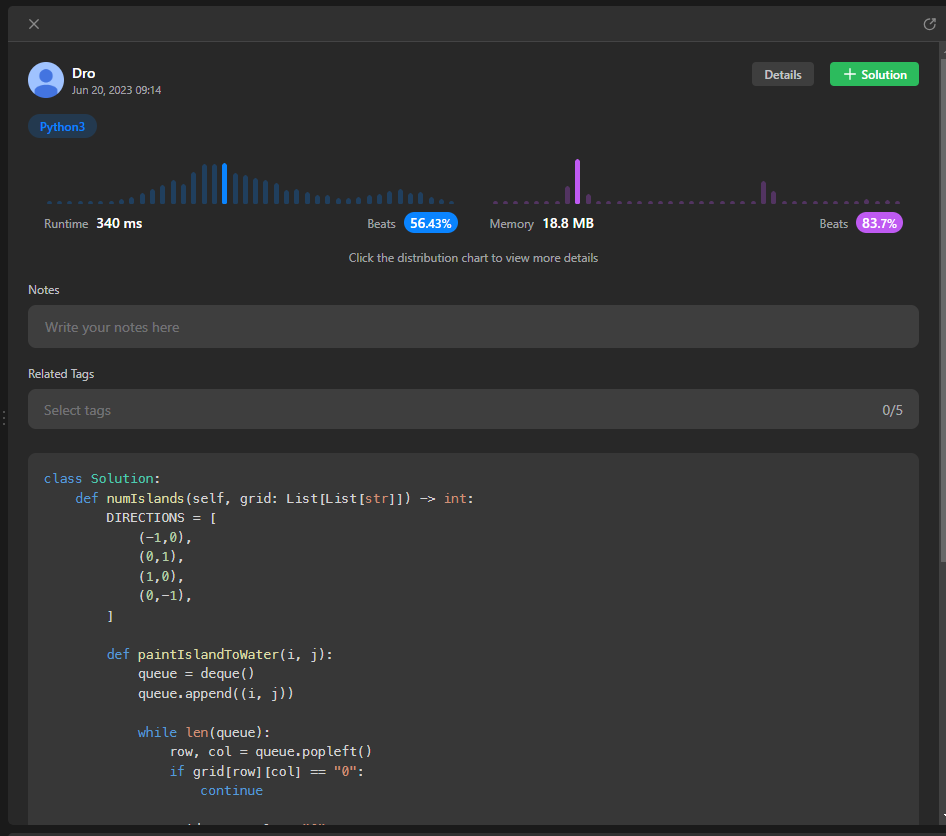 Dro
Jun 20, 2023 09:14
Details
+ Solution
Python3
Runtime 340 ms Beats 56.43% Memory 18.8 MB Beats 83.7%
Click the distribution chart to view more details
Notes
Write your notes here
Related Tags
Select tags 0/5
class Solution:
    def numIslands(self, grid: List[List[str]]) -> int:
        DIRECTIONS = [
            (-1,0),
            (0,1),
            (1,0),
            (0,-1),
        ]
        def paintIslandToWater(i, j):
            queue = deque()
            queue.append((i, j))
            while len(queue):
                row, col = queue.popleft()
                if grid[row][col] == "0":
                    continue